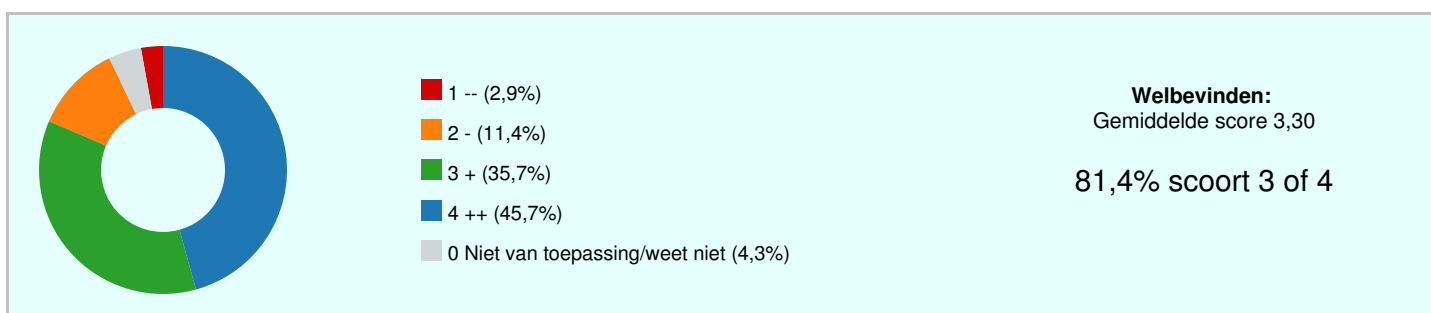 1 -- (2,9%)
2 - (11,4%)
3 + (35,7%)
4 ++ (45,7%)
0 Niet van toepassing/weet niet (4,3%)
Welbevinden:
Gemiddelde score 3,30
81,4% scoort 3 of 4